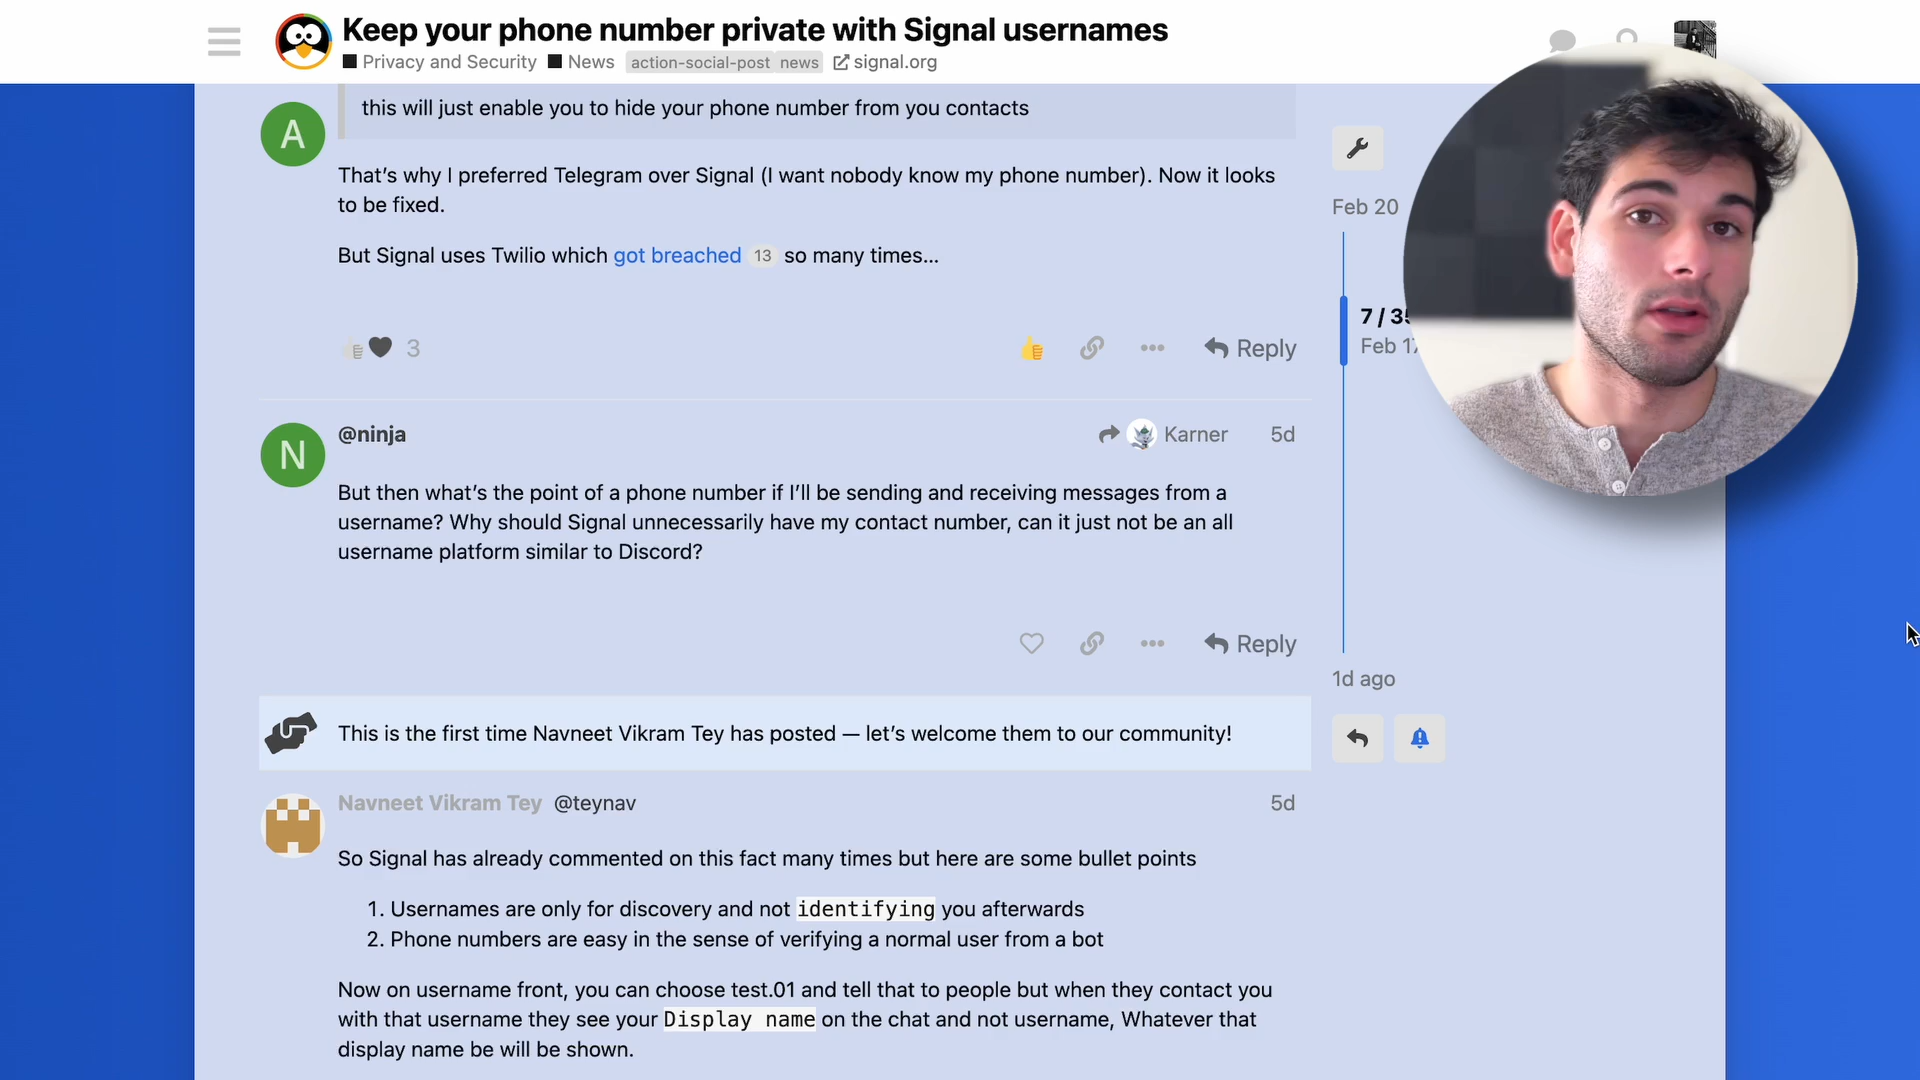 Keep your phone number private with Signal usernames
Privacy and Security News action-social-post news signal.org
this will just enable you to hide your phone number from you contacts
A
That’s why I preferred Telegram over Signal (I want nobody know my phone number). Now it looks
to be fixed.
But Signal uses Twilio which got breached 13 so many times…
3
Reply
Feb 20
7 / 35
Feb 17
N
@ninja
Karner
5d
But then what’s the point of a phone number if I’ll be sending and receiving messages from a
username? Why should Signal unnecessarily have my contact number, can it just not be an all
username platform similar to Discord?
Reply
1d ago
This is the first time Navneet Vikram Tey has posted — let’s welcome them to our community!
Navneet Vikram Tey @teynav
5d
So Signal has already commented on this fact many times but here are some bullet points
1. Usernames are only for discovery and not identifying you afterwards
2. Phone numbers are easy in the sense of verifying a normal user from a bot
Now on username front, you can choose test.01 and tell that to people but when they contact you
with that username they see your Display name on the chat and not username, Whatever that
display name be will be shown.